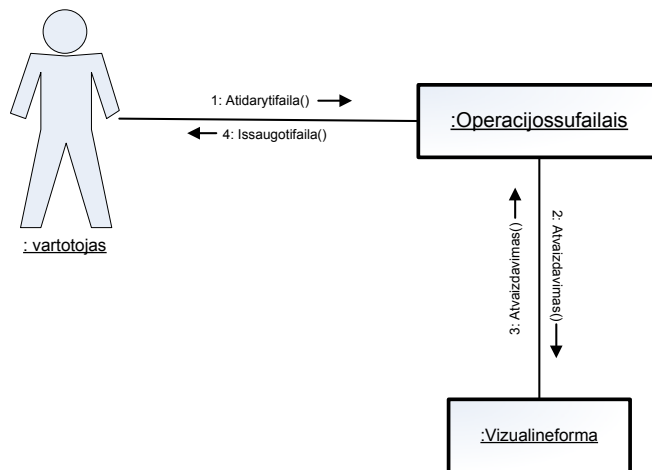 1: Atidarytifaila()
4: Issaugotifaila()
:Operacijossufailais
: vartotojas
3: Atvaizdavimas()
2: Atvaizdavimas()
:Vizualineforma